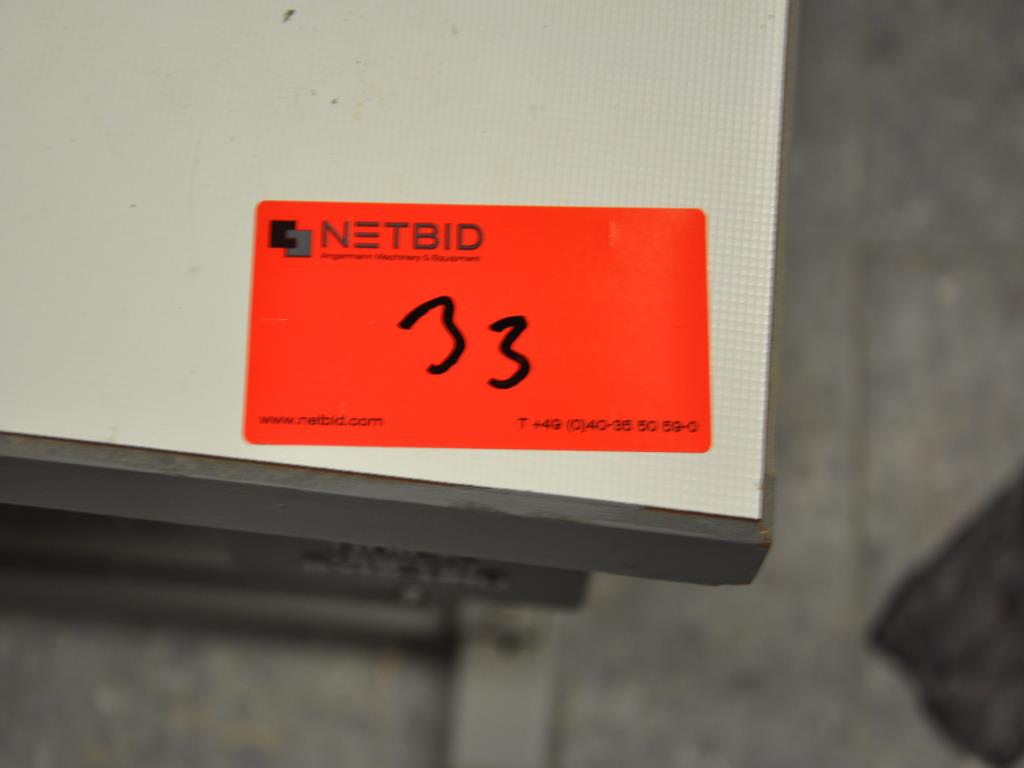 NETBID
Angermann Machinery & Equipment
33
www.netbid.com
T +49 (0)40-35 50 59-0